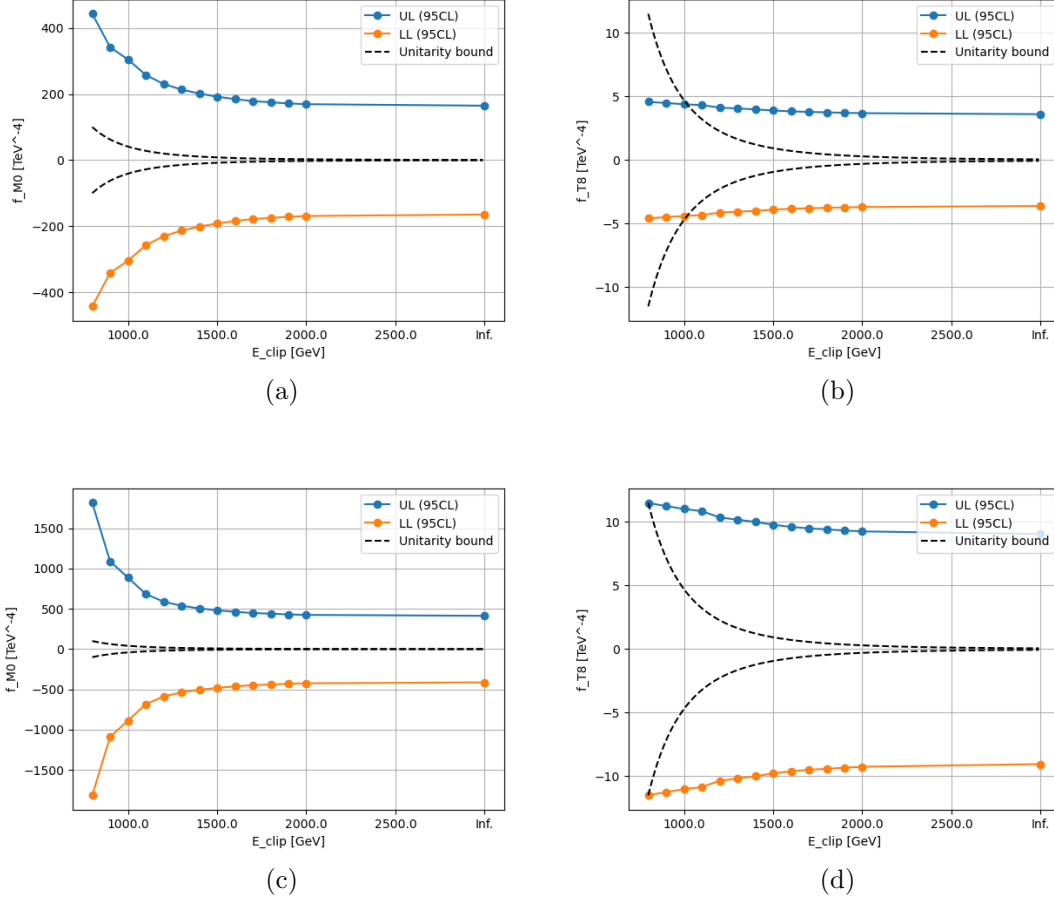 400
200
0
−200
−400
f_M0 [TeV^-4]
1000.0 1500.0 2000.0 2500.0 Inf.
E_clip [GeV]
UL (95CL)
LL (95CL)
Unitarity bound
(a)
10
5
0
−5
−10
f_T8 [TeV^-4]
1000.0 1500.0 2000.0 2500.0 Inf.
E_clip [GeV]
UL (95CL)
LL (95CL)
Unitarity bound
(b)
1500
1000
500
0
−500
−1000
−1500
f_M0 [TeV^-4]
1000.0 1500.0 2000.0 2500.0 Inf.
E_clip [GeV]
UL (95CL)
LL (95CL)
Unitarity bound
(c)
10
5
0
−5
−10
f_T8 [TeV^-4]
1000.0 1500.0 2000.0 2500.0 Inf.
E_clip [GeV]
UL (95CL)
LL (95CL)
Unitarity bound
(d)